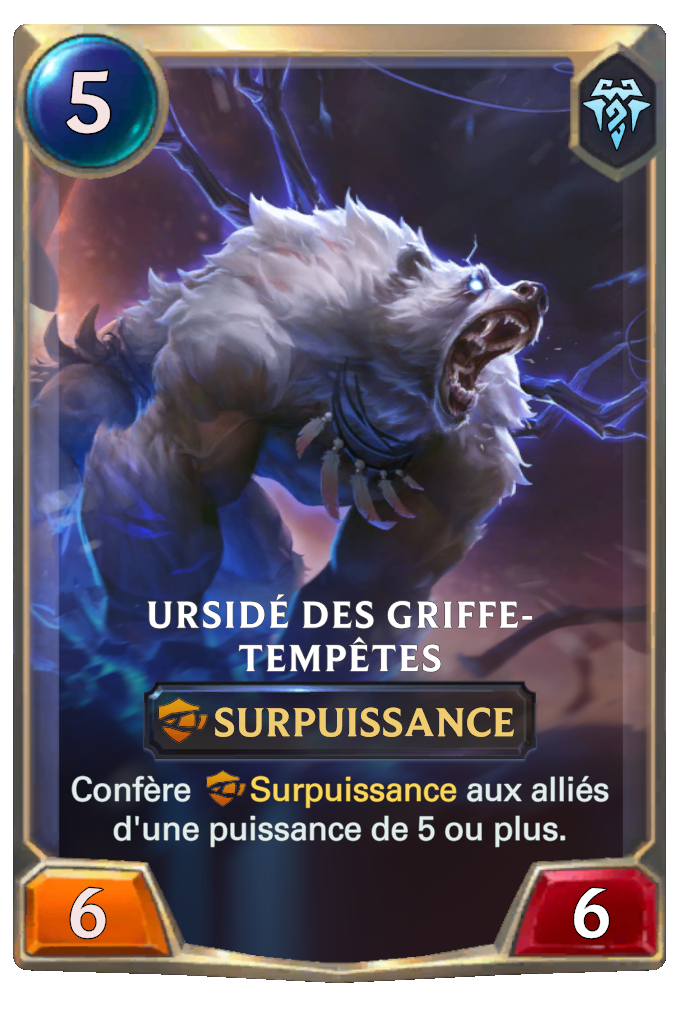 5
URSIDÉ DES GRIFFE-
TEMPÊTES
SURPUISSANCE
Confère Surpuissance aux alliés
d'une puissance de 5 ou plus.
6 6